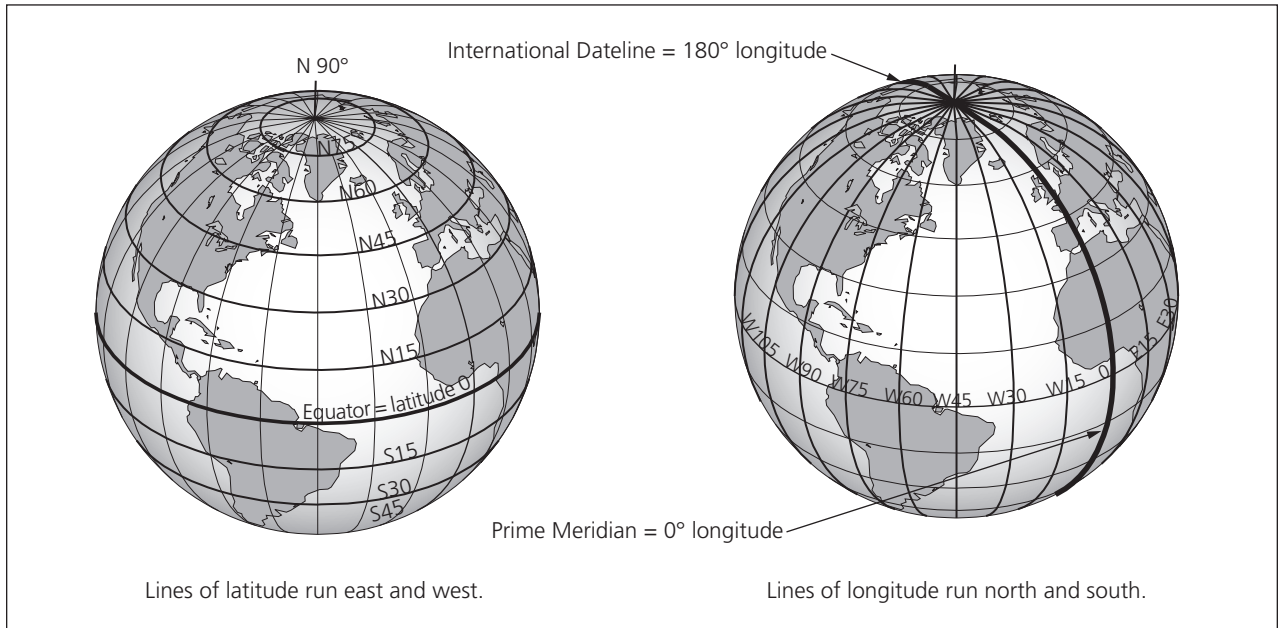 International Dateline = 180° longitude
N 90°
N75
N60
N45
N30
N15
Equator = latitude 0
S15
S30
S45
W105
W90
W75
W60
W45
W30
W15
0
E15
E30
Prime Meridian = 0° longitude
Lines of latitude run east and west.
Lines of longitude run north and south.